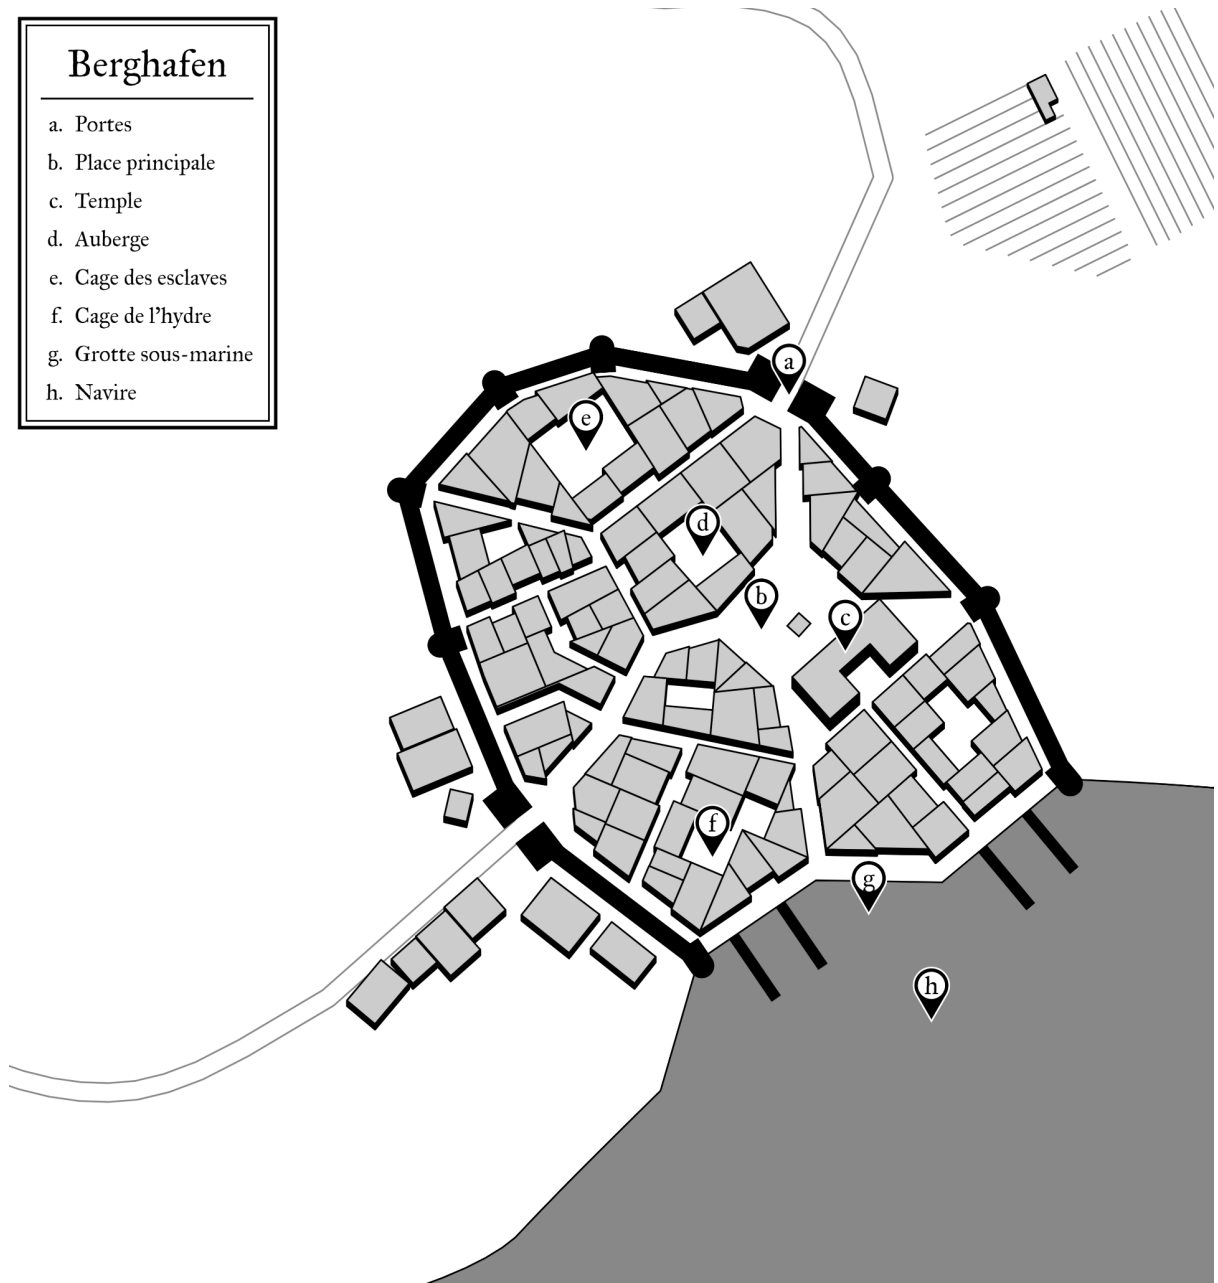 Berghafen
a. Portes
b. Place principale
c. Temple
d. Auberge
e. Cage des esclaves
f. Cage de l’hydre
g. Grotte sous-marine
h. Navire
a
e
d
b
c
f
g
h